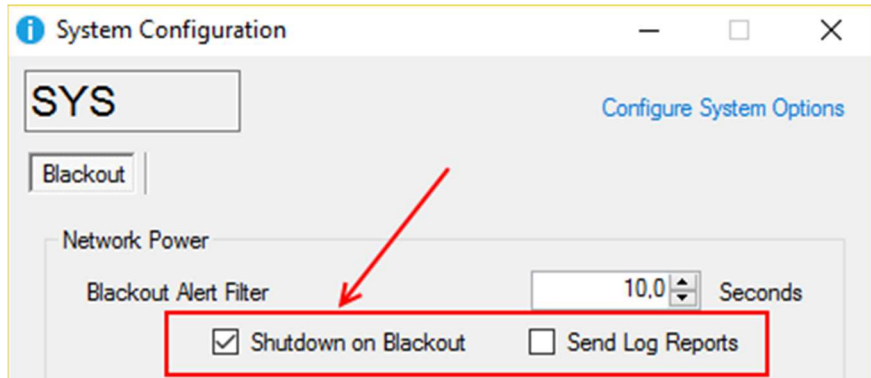 System Configuration
SYS
Configure System Options
Blackout
Network Power
Blackout Alert Filter 10,0 Seconds
Shutdown on Blackout Send Log Reports